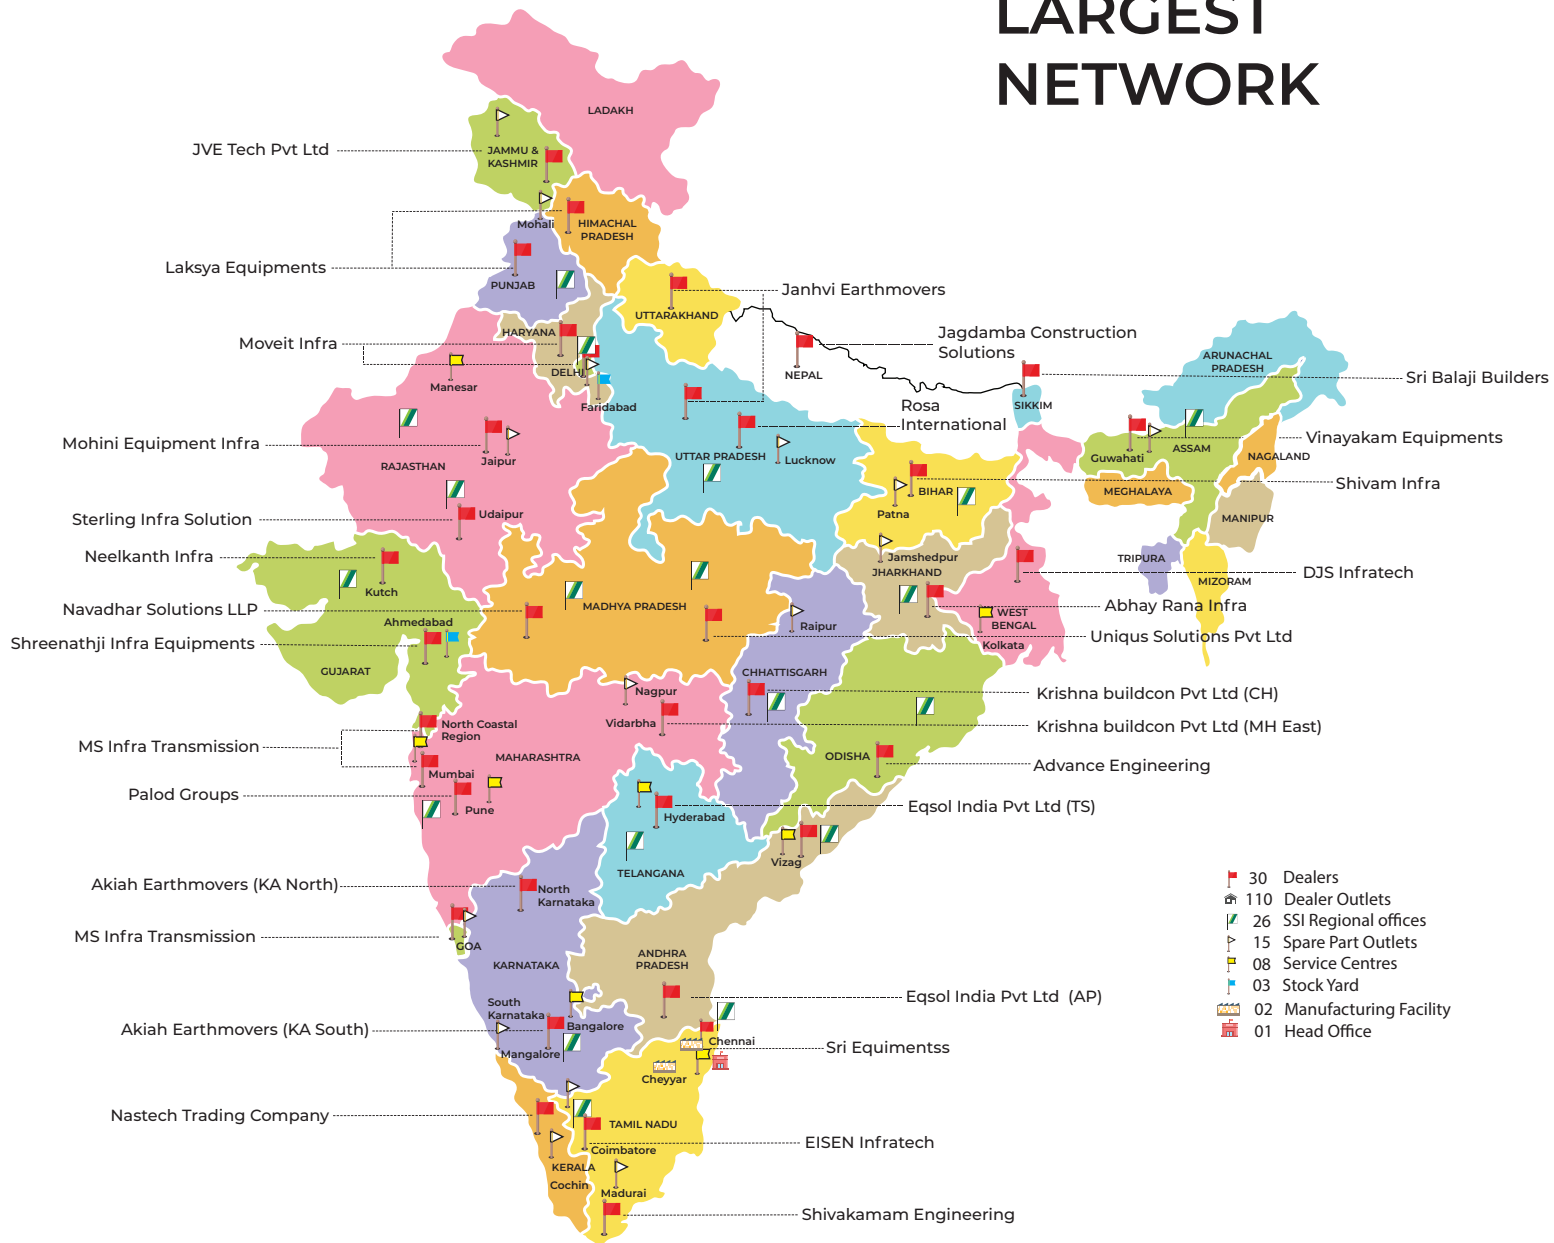 LARGEST
NETWORK
LADAKH
JVE Tech Pvt Ltd
JAMMU &
KASHMIR
Mohali
HIMACHAL
PRADESH
Laksya Equipments
PUNJAB
Janhvi Earthmovers
UTTARAKHAND
HARYANA
Moveit Infra
Jagdamba Construction
Solutions
DELHI
NEPAL
ARUNACHAL
PRADESH
Manesar
Sri Balaji Builders
Faridabad
SIKKIM
Rosa
International
Mohini Equipment Infra
RAJASTHAN
Jaipur
UTTAR PRADESH
Lucknow
Guwahati
ASSAM
Vinayakam Equipments
NAGALAND
BIHAR
MEGHALAYA
Shivam Infra
Patna
Sterling Infra Solution
Udaipur
MANIPUR
Neelkanth Infra
Jamshedpur
JHARKHAND
TRIPURA
DJS Infratech
MIZORAM
Kutch
Navadhar Solutions LLP
MADHYA PRADESH
Abhay Rana Infra
WEST
BENGAL
Ahmedabad
Raipur
Shreenathji Infra Equipments
Uniqus Solutions Pvt Ltd
Kolkata
GUJARAT
CHHATTISGARH
Nagpur
Krishna buildcon Pvt Ltd (CH)
North Coastal
Region
Vidarbha
Krishna buildcon Pvt Ltd (MH East)
MS Infra Transmission
MAHARASHTRA
ODISHA
Advance Engineering
Mumbai
Palod Groups
Pune
Eqsol India Pvt Ltd (TS)
Hyderabad
Vizag
TELANGANA
Akiah Earthmovers (KA North)
North
Karnataka
30 Dealers
110 Dealer Outlets
26 SSI Regional offices
15 Spare Part Outlets
08 Service Centres
03 Stock Yard
02 Manufacturing Facility
01 Head Office
MS Infra Transmission
GOA
KARNATAKA
ANDHRA
PRADESH
Eqsol India Pvt Ltd (AP)
South
Karnataka
Akiah Earthmovers (KA South)
Bangalore
Mangalore
Chennai
Sri Equimentss
Cheyyar
Nastech Trading Company
TAMIL NADU
EISEN Infratech
Coimbatore
KERALA
Cochin
Madurai
Shivakamam Engineering